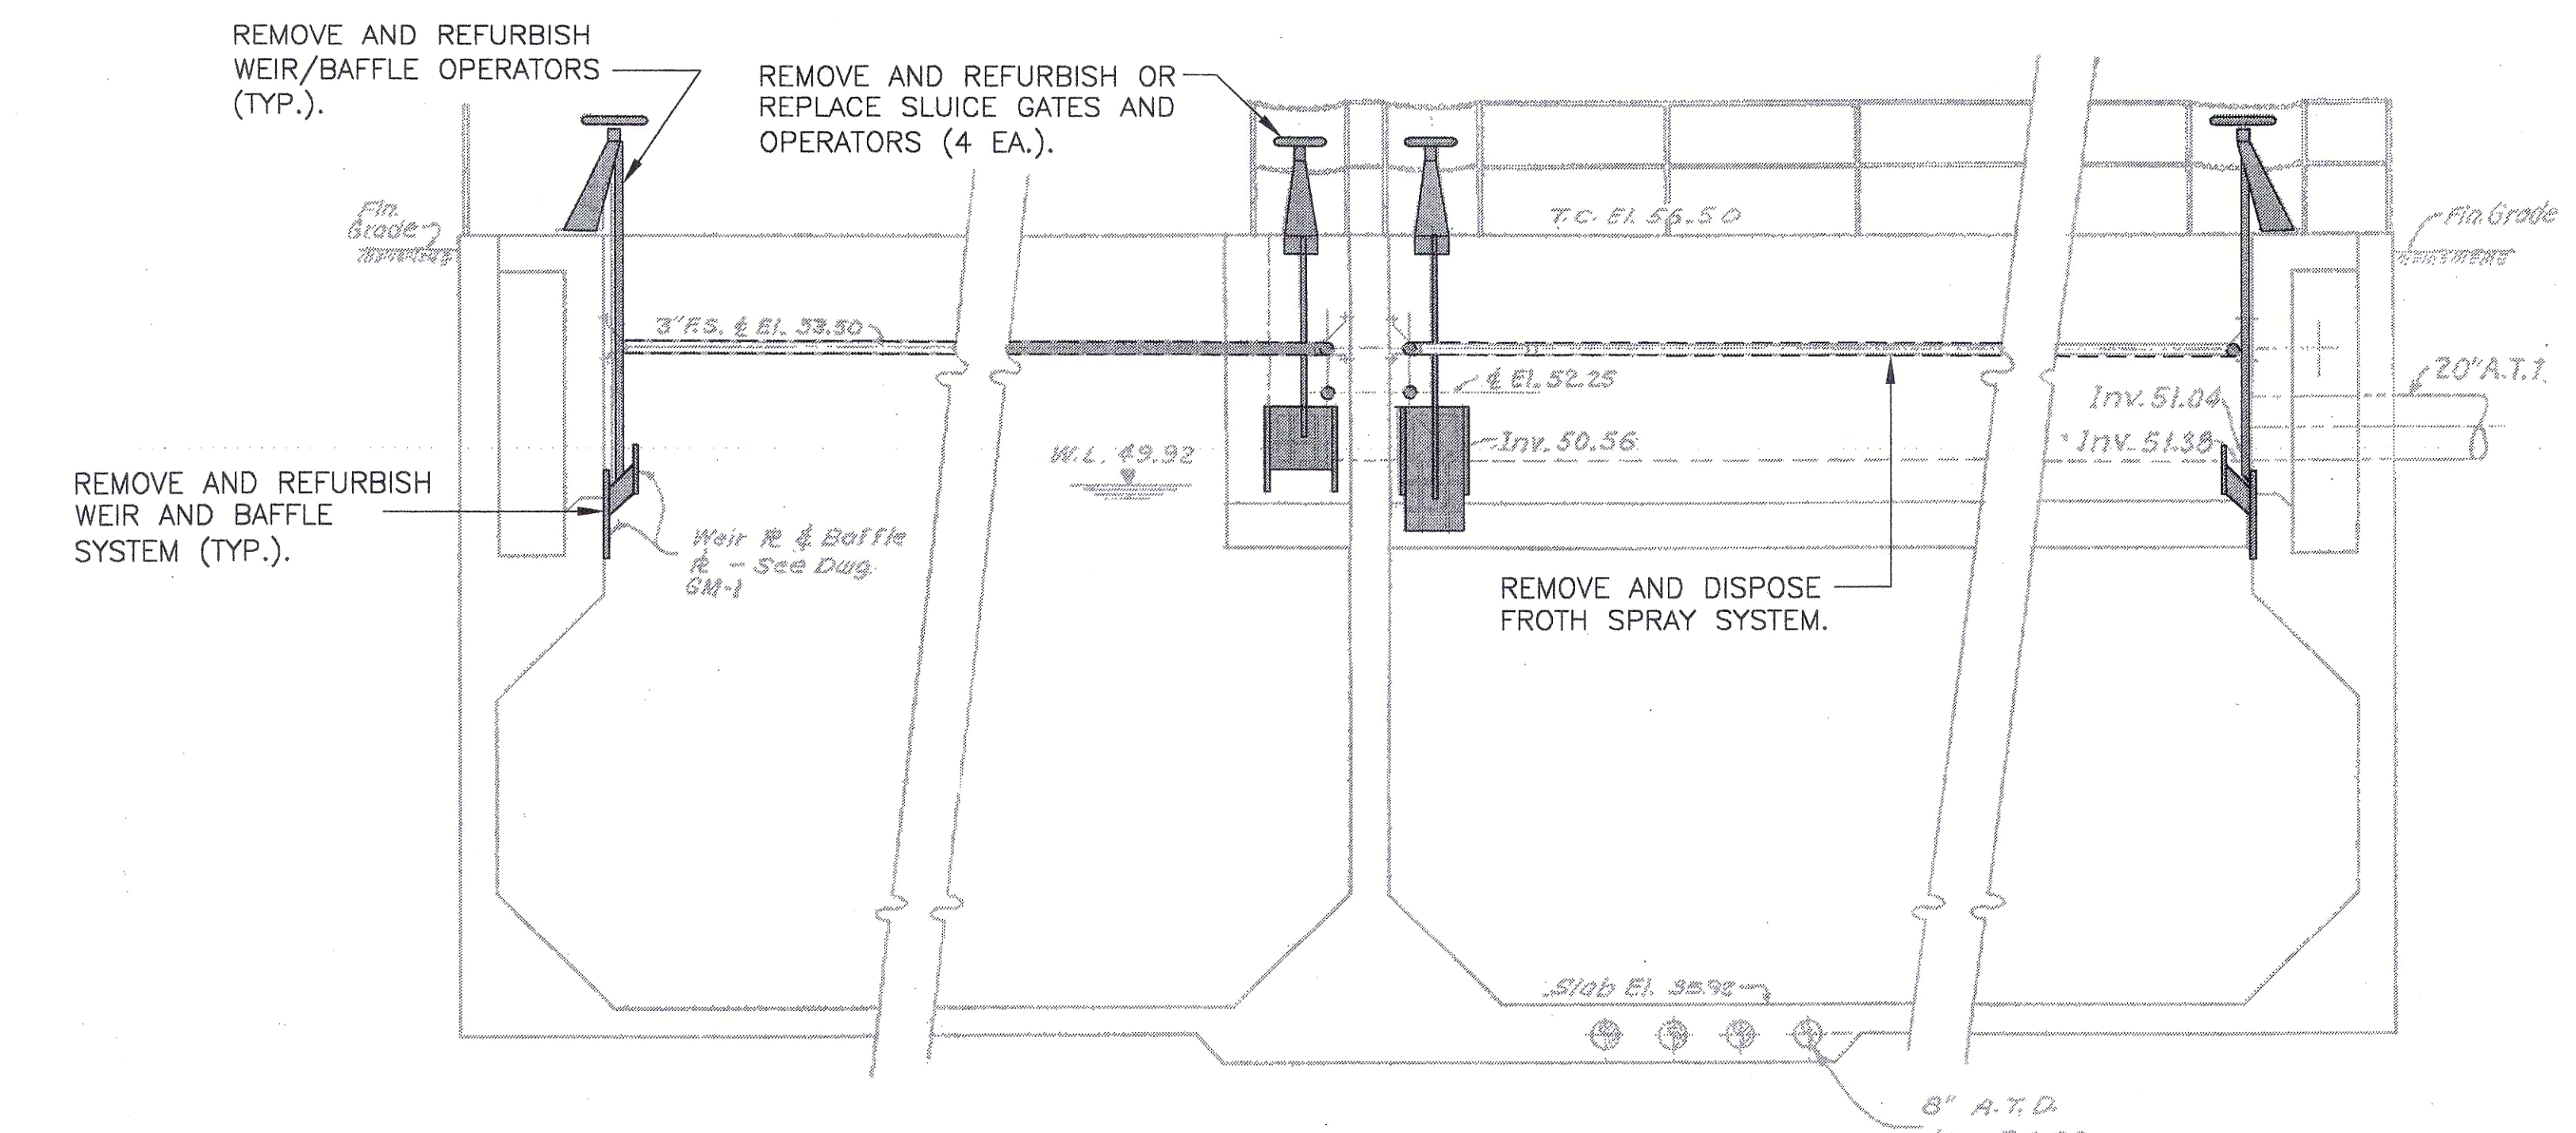 REMOVE AND REFURBISH
WEIR/BAFFLE OPERATORS
(TYP.).
REMOVE AND REFURBISH OR
REPLACE SLUICE GATES AND
OPERATORS (4 EA.).
Fin.
Grade
T.C. El. 56.50
Fin. Grade
3" F.S. ℄ El. 53.50
℄ El. 52.25
20" A.T.I.
Inv. 51.04
Inv. 51.38
Inv. 50.56
W.L. 49.92
REMOVE AND REFURBISH
WEIR AND BAFFLE
SYSTEM (TYP.).
Weir ⅊ & Baffle
⅊ - See Dwg.
GM-1
REMOVE AND DISPOSE
FROTH SPRAY SYSTEM.
Slab El. 35.92
8" A.T.D.